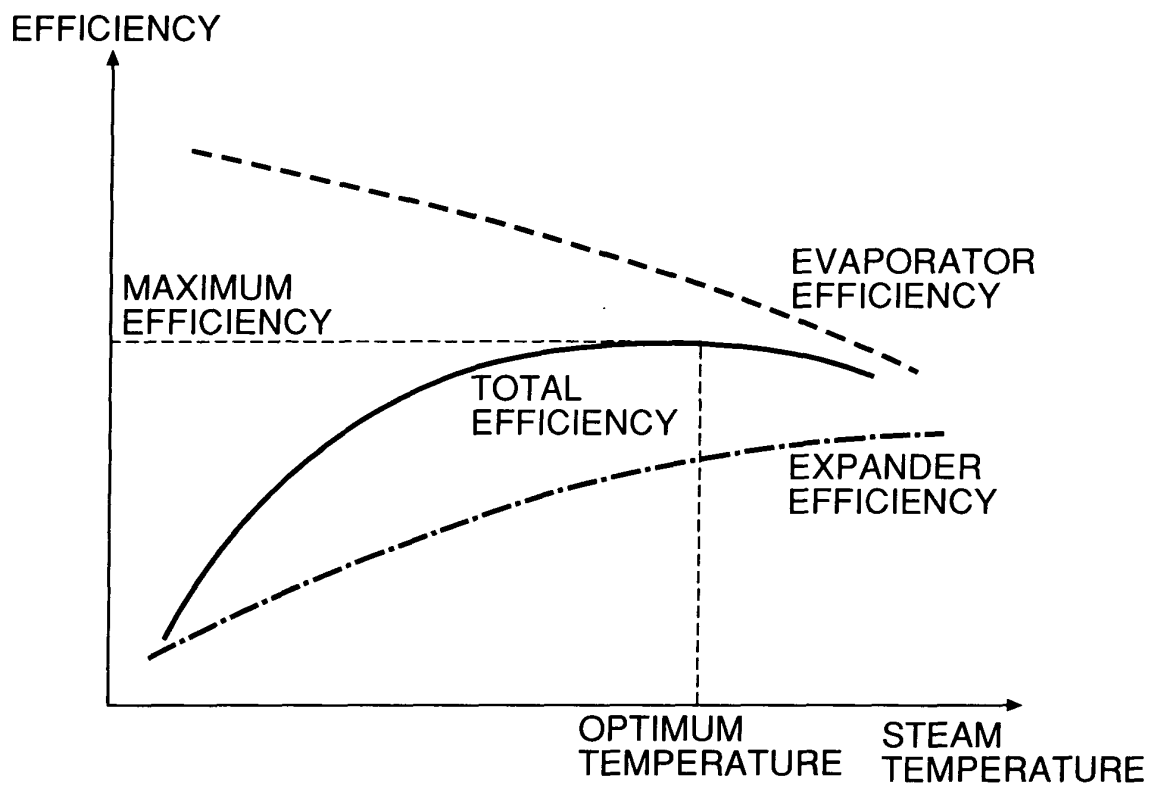 EFFICIENCY
MAXIMUM
EFFICIENCY
EVAPORATOR
EFFICIENCY
TOTAL
EFFICIENCY
EXPANDER
EFFICIENCY
OPTIMUM
TEMPERATURE
STEAM
TEMPERATURE